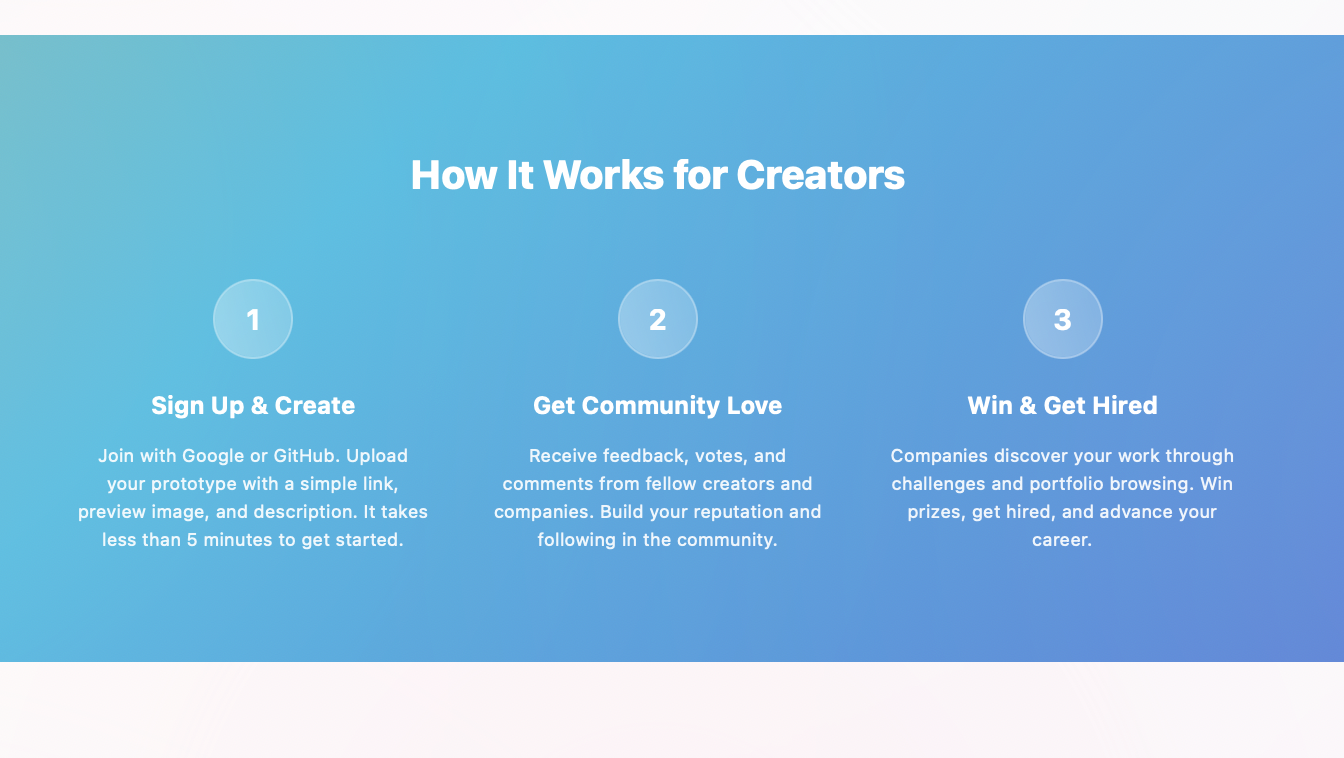 How It Works for Creators
1
2
3
Sign Up & Create
Join with Google or GitHub. Upload
your prototype with a simple link,
preview image, and description. It takes
less than 5 minutes to get started.
Get Community Love
Receive feedback, votes, and
comments from fellow creators and
companies. Build your reputation and
following in the community.
Win & Get Hired
Companies discover your work through
challenges and portfolio browsing. Win
prizes, get hired, and advance your
career.